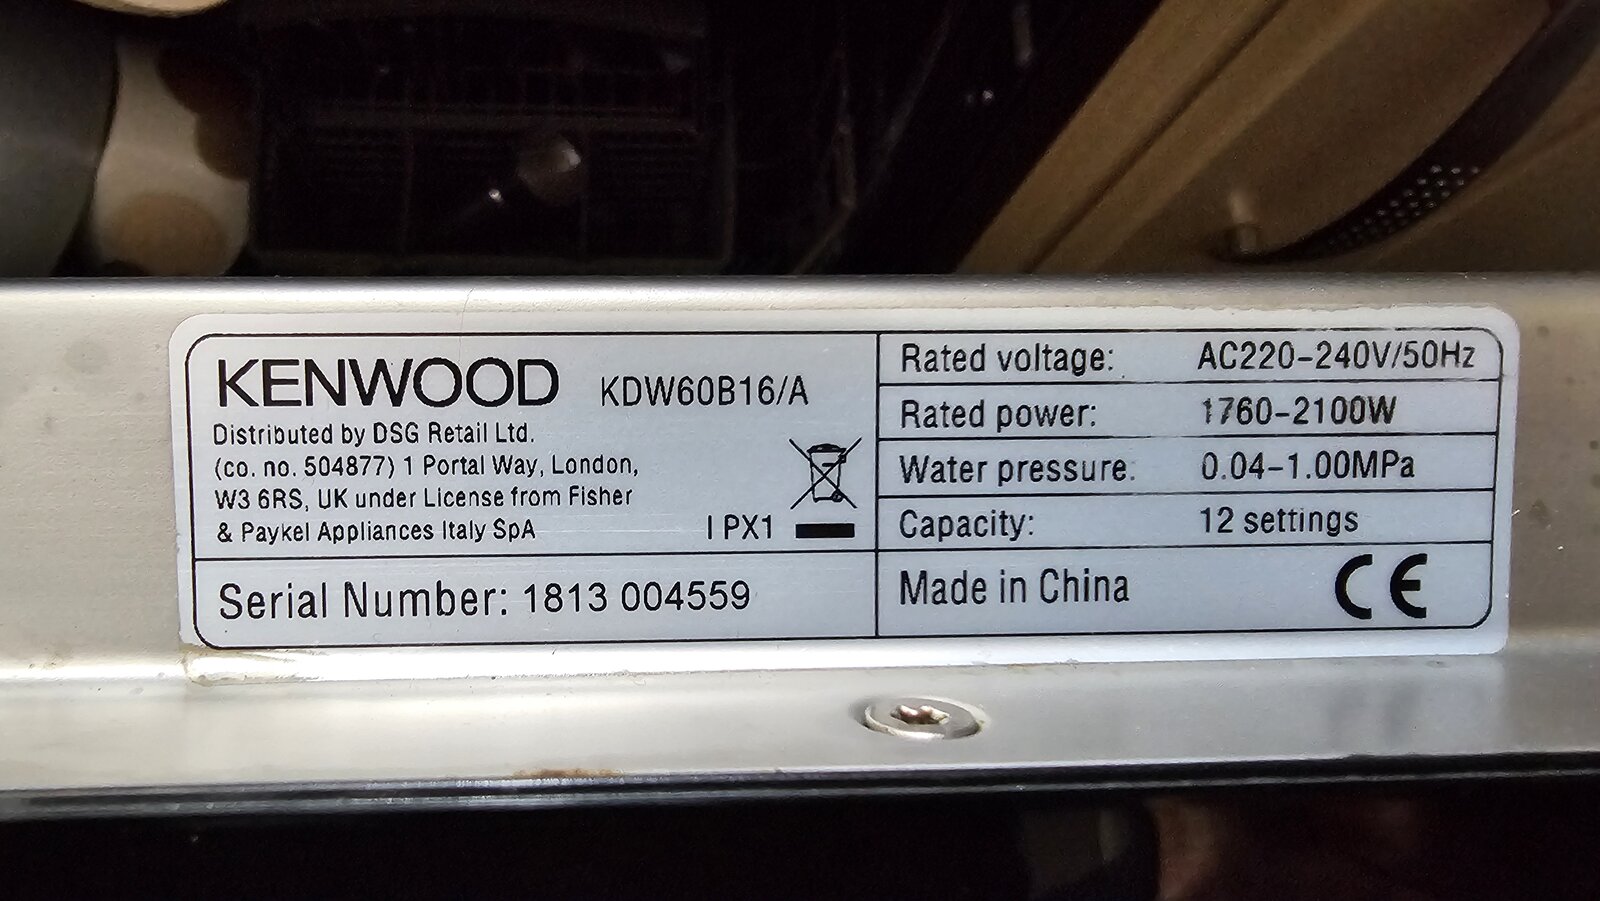 KENWOOD KDW60B16/A
Distributed by DSG Retail Ltd.
(co. no. 504877) 1 Portal Way, London,
W3 6RS, UK under License from Fisher
& Paykel Appliances Italy SpA
IPX1
Serial Number: 1813 004559
Rated voltage: AC220-240V/50Hz
Rated power: 1760-2100W
Water pressure: 0.04-1.00MPa
Capacity: 12 settings
Made in China CE